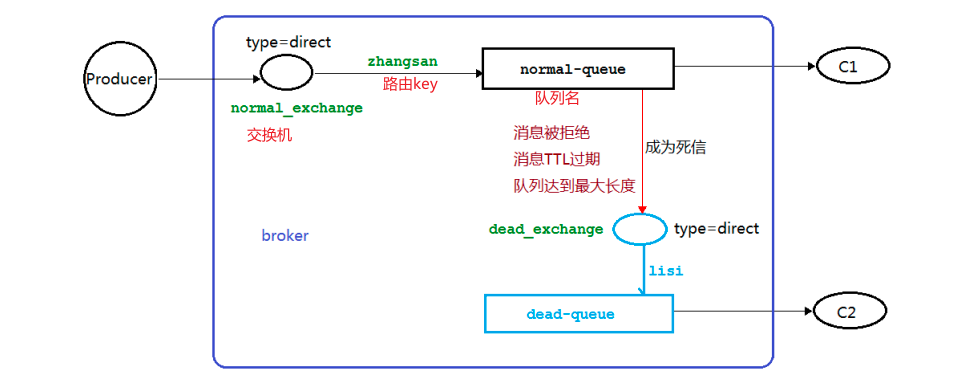 type=direct
Producer
zhangsan
路由key
normal-queue
C1
normal_exchange
交换机
队列名
消息被拒绝
消息TTL过期
队列达到最大长度
成为死信
broker
dead_exchange
type=direct
lisi
dead-queue
C2